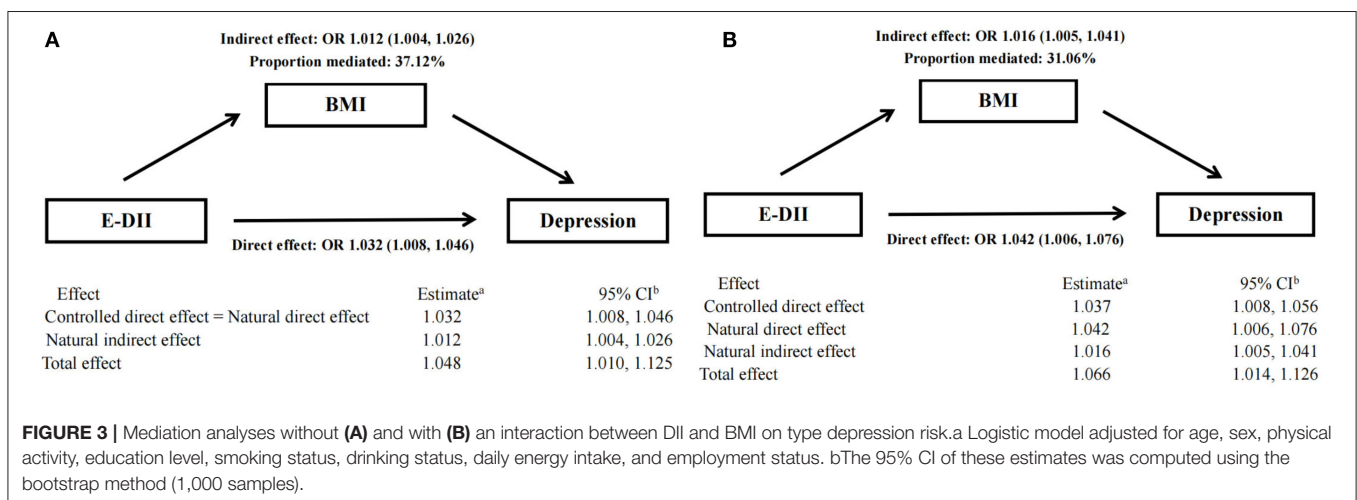 A
Indirect effect: OR 1.012 (1.004, 1.026)
Proportion mediated: 37.12%
BMI
E-DII
Depression
Direct effect: OR 1.032 (1.008, 1.046)
Effect Estimateᵃ 95% CIᵇ
Controlled direct effect = Natural direct effect 1.032 1.008, 1.046
Natural indirect effect 1.012 1.004, 1.026
Total effect 1.048 1.010, 1.125
B
Indirect effect: OR 1.016 (1.005, 1.041)
Proportion mediated: 31.06%
BMI
E-DII
Depression
Direct effect: OR 1.042 (1.006, 1.076)
Effect Estimateᵃ 95% CIᵇ
Controlled direct effect 1.037 1.008, 1.056
Natural direct effect 1.042 1.006, 1.076
Natural indirect effect 1.016 1.005, 1.041
Total effect 1.066 1.014, 1.126
FIGURE 3 | Mediation analyses without (A) and with (B) an interaction between DII and BMI on type depression risk.a Logistic model adjusted for age, sex, physical
activity, education level, smoking status, drinking status, daily energy intake, and employment status. bThe 95% CI of these estimates was computed using the
bootstrap method (1,000 samples).